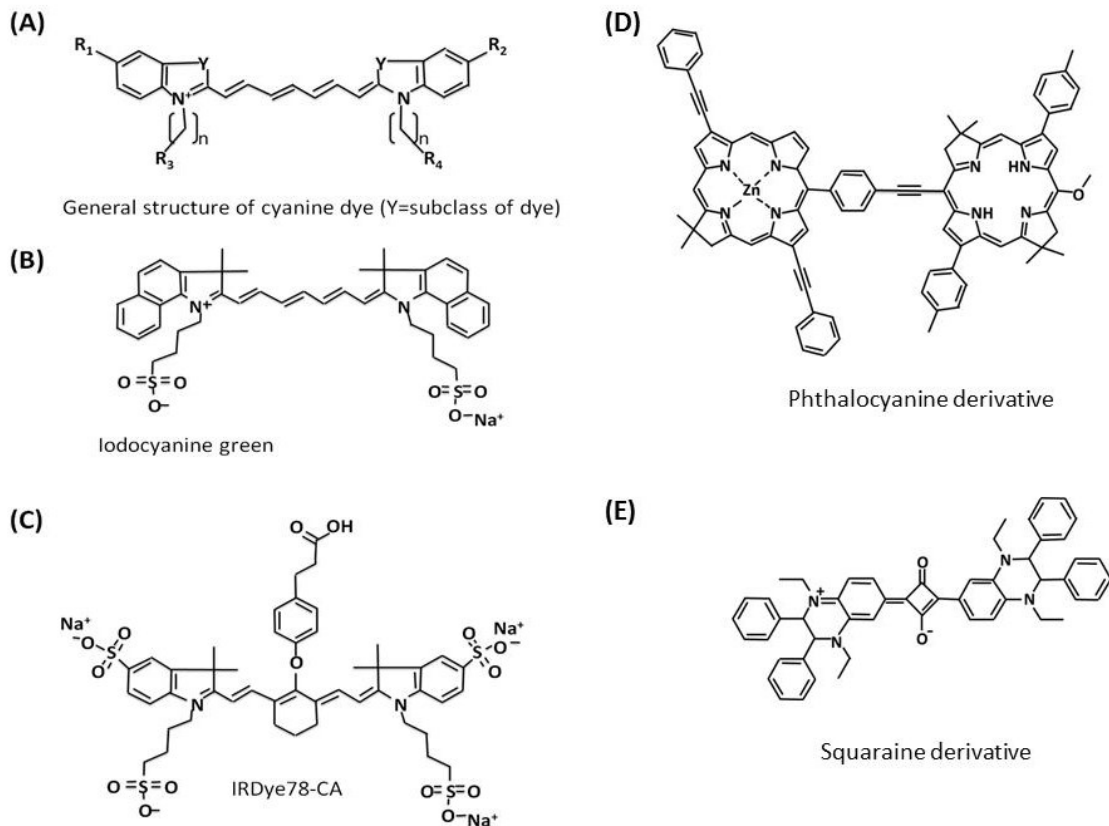 (A)
R1
R2
Y
Y
N+
N
n
n
R3
R4
General structure of cyanine dye (Y=subclass of dye)
(B)
N+
N
O=S=O
O−
O=S=O
O−Na+
Iodocyanine green
(C)
O
OH
O
Na+
−O
O
S
O
Na+
O
O−
S
O
N
N+
O=S=O
O−
O=S=O
O−Na+
IRDye78-CA
(D)
N
N
Zn
N
N
N
HN
NH
N
O
Phthalocyanine derivative
(E)
N
O
N
N+
N
O−
Squaraine derivative